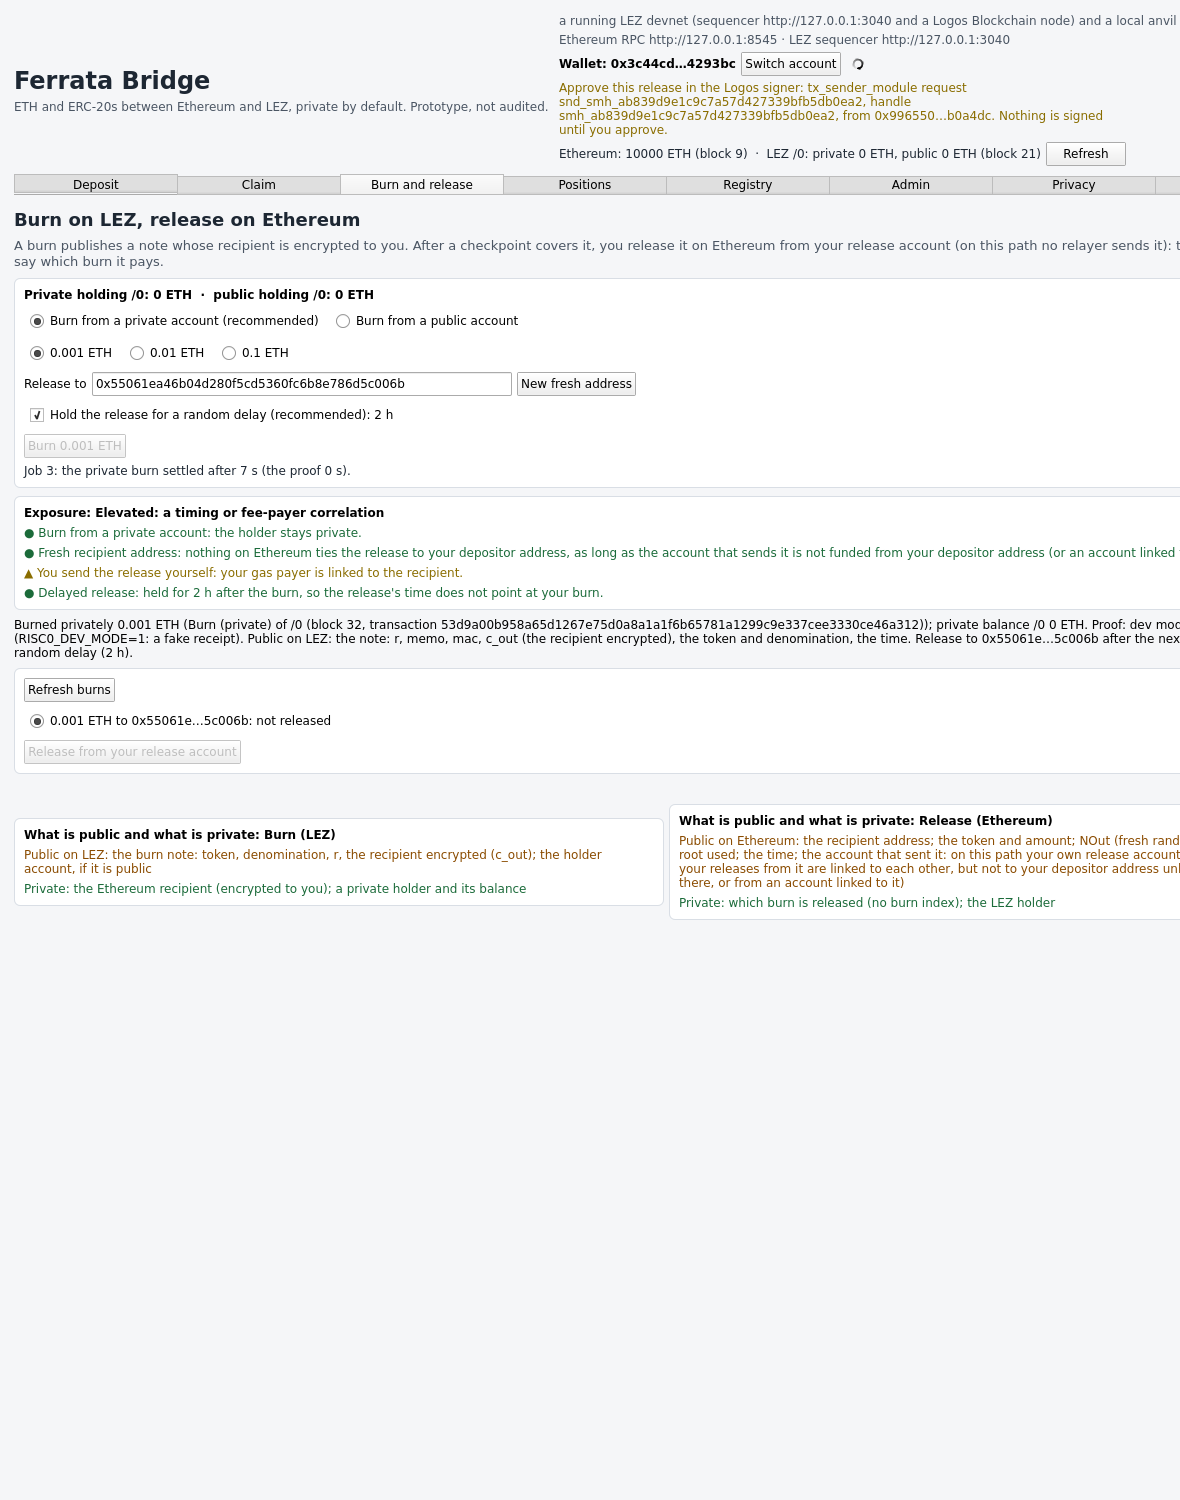 a running LEZ devnet (sequencer http://127.0.0.1:3040 and a Logos Blockchain node) and a local anvil
Ethereum RPC http://127.0.0.1:8545 · LEZ sequencer http://127.0.0.1:3040
Wallet: 0x3c44cd…4293bc Switch account
Ferrata Bridge
ETH and ERC-20s between Ethereum and LEZ, private by default. Prototype, not audited.
Approve this release in the Logos signer: tx_sender_module request
snd_smh_ab839d9e1c9c7a57d427339bfb5db0ea2, handle
smh_ab839d9e1c9c7a57d427339bfb5db0ea2, from 0x996550…b0a4dc. Nothing is signed
until you approve.
Ethereum: 10000 ETH (block 9) · LEZ /0: private 0 ETH, public 0 ETH (block 21) Refresh
Deposit Claim Burn and release Positions Registry Admin Privacy
Burn on LEZ, release on Ethereum
A burn publishes a note whose recipient is encrypted to you. After a checkpoint covers it, you release it on Ethereum from your release account (on this path no relayer sends it): t
say which burn it pays.
Private holding /0: 0 ETH · public holding /0: 0 ETH
Burn from a private account (recommended) Burn from a public account
0.001 ETH 0.01 ETH 0.1 ETH
Release to 0x55061ea46b04d280f5cd5360fc6b8e786d5c006b New fresh address
Hold the release for a random delay (recommended): 2 h
Burn 0.001 ETH
Job 3: the private burn settled after 7 s (the proof 0 s).
Exposure: Elevated: a timing or fee-payer correlation
● Burn from a private account: the holder stays private.
● Fresh recipient address: nothing on Ethereum ties the release to your depositor address, as long as the account that sends it is not funded from your depositor address (or an account linked
▲ You send the release yourself: your gas payer is linked to the recipient.
● Delayed release: held for 2 h after the burn, so the release's time does not point at your burn.
Burned privately 0.001 ETH (Burn (private) of /0 (block 32, transaction 53d9a00b958a65d1267e75d0a8a1a1f6b65781a1299c9e337cee3330ce46a312)); private balance /0 0 ETH. Proof: dev mod
(RISC0_DEV_MODE=1: a fake receipt). Public on LEZ: the note: r, memo, mac, c_out (the recipient encrypted), the token and denomination, the time. Release to 0x55061e…5c006b after the nex
random delay (2 h).
Refresh burns
0.001 ETH to 0x55061e…5c006b: not released
Release from your release account
What is public and what is private: Burn (LEZ)
Public on LEZ: the burn note: token, denomination, r, the recipient encrypted (c_out); the holder
account, if it is public
Private: the Ethereum recipient (encrypted to you); a private holder and its balance
What is public and what is private: Release (Ethereum)
Public on Ethereum: the recipient address; the token and amount; NOut (fresh rand
root used; the time; the account that sent it: on this path your own release account
your releases from it are linked to each other, but not to your depositor address unl
there, or from an account linked to it)
Private: which burn is released (no burn index); the LEZ holder